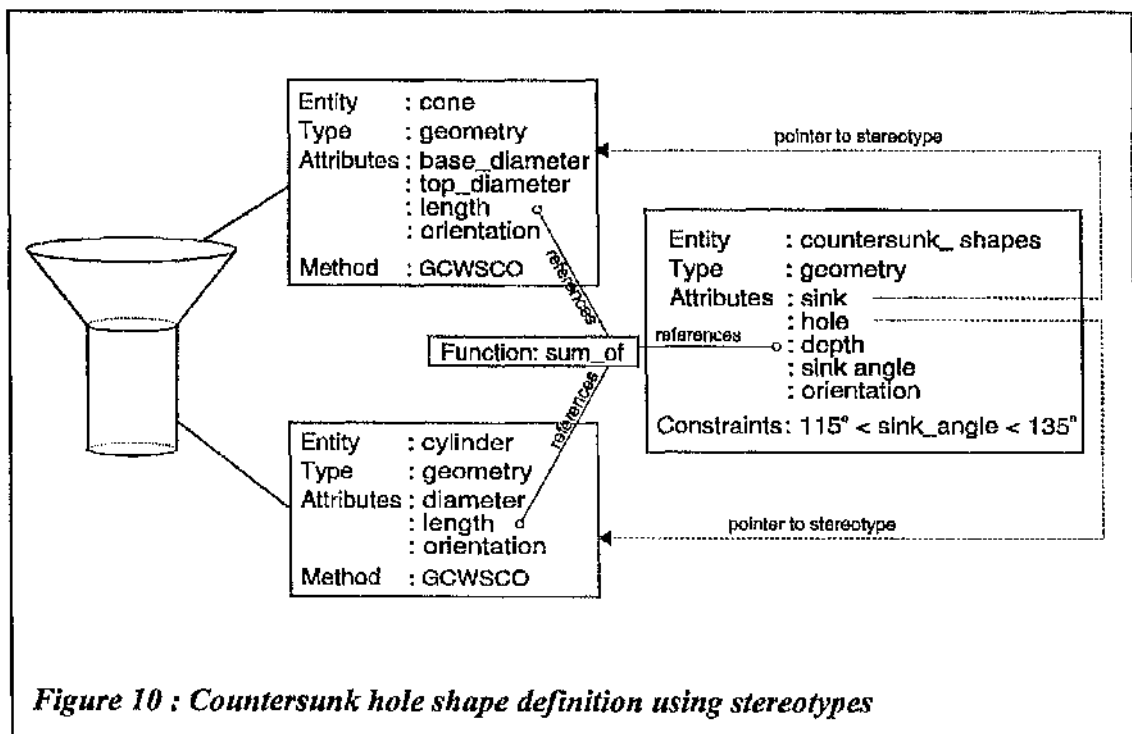 Entity : cone
Type : geometry
Attributes : base_diameter
: top_diameter
: length
: orientation
Method : GCWSCO
pointer to stereotype
references
Entity : countersunk_ shapes
Type : geometry
Attributes : sink
: hole
: depth
: sink angle
: orientation
Constraints : 115° < sink_angle < 135°
Function: sum_of
references
references
Entity : cylinder
Type : geometry
Attributes : diameter
: length
: orientation
Method : GCWSCO
pointer to stereotype
Figure 10 : Countersunk hole shape definition using stereotypes